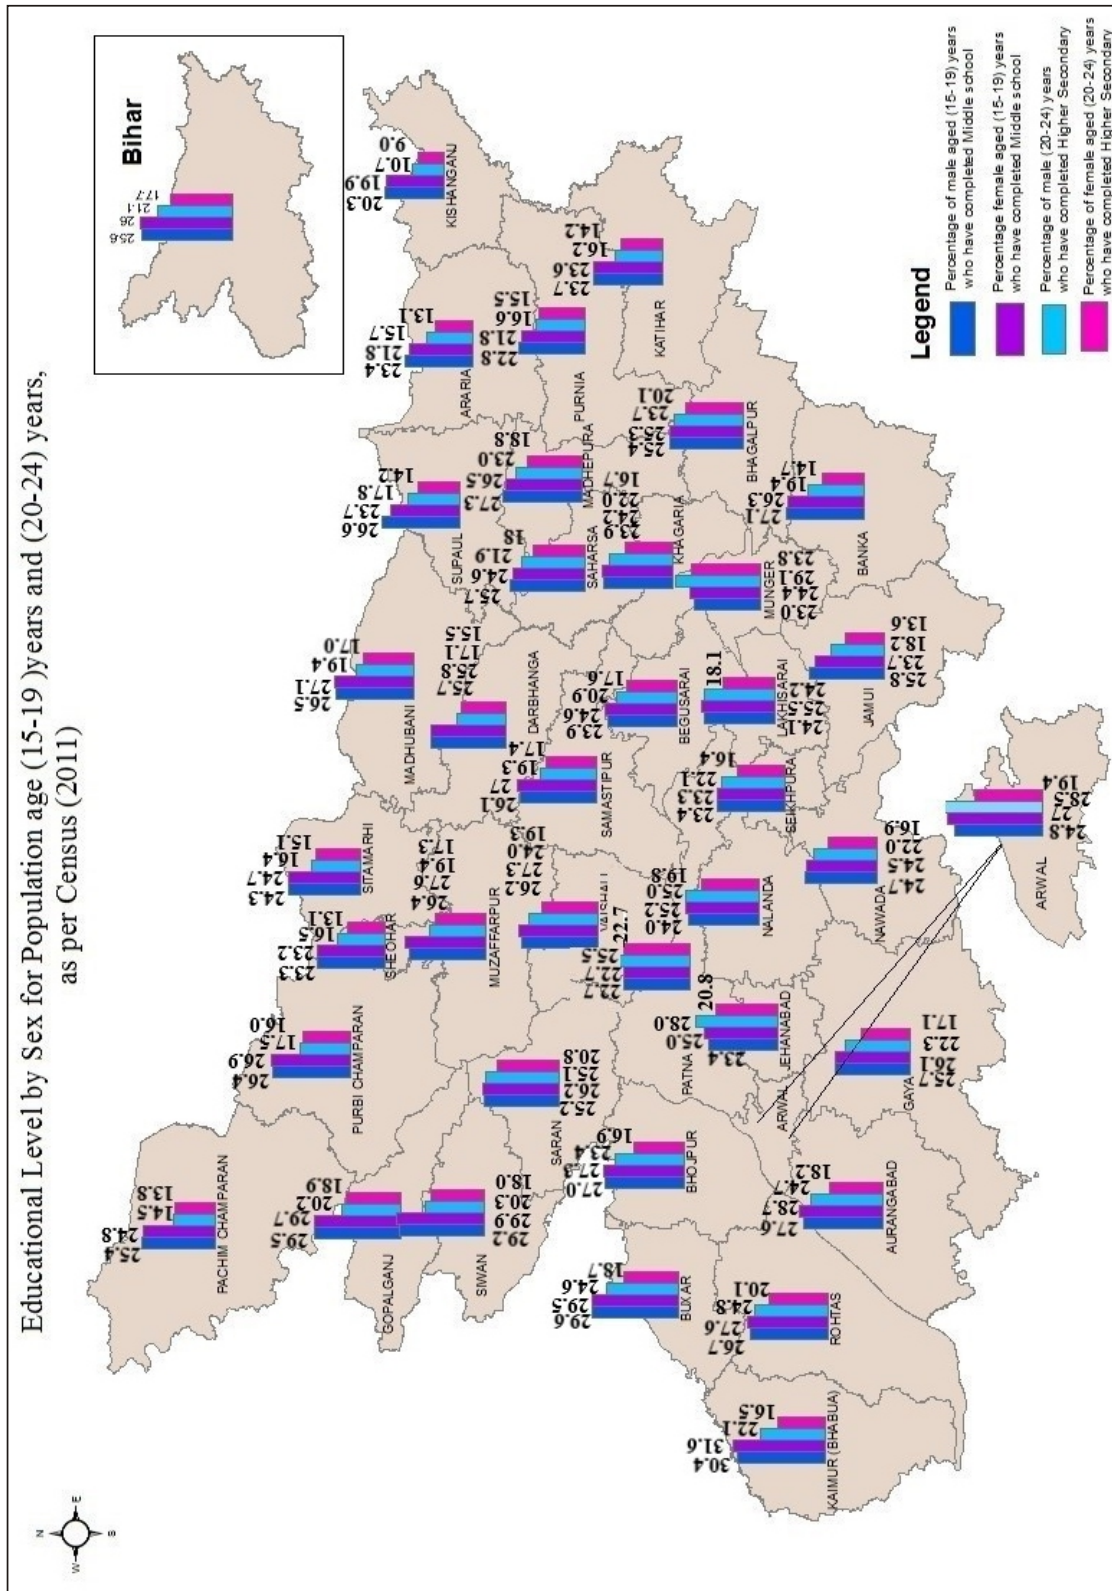 Educational Level by Sex for Population age (15-19 )years and (20-24) years,
as per Census (2011)
N
W
E
S
Bihar
25.6
26
21.1
17.7
PACHIM CHAMPARAN
25.4
24.8
14.5
13.8
PURBI CHAMPARAN
26.4
26.9
17.5
16.0
SHEOHAR
23.3
23.2
16.5
13.1
SITAMARHI
24.3
24.7
16.4
15.1
MADHUBANI
26.5
27.1
19.4
17.0
SUPAUL
26.6
23.7
17.8
14.2
ARARIA
23.4
21.8
15.7
13.1
KISHANGANJ
20.3
19.9
10.7
9.0
GOPALGANJ
29.5
29.7
20.2
18.9
SIWAN
29.2
29.9
20.3
18.0
SARAN
25.2
26.2
25.1
20.8
MUZAFFARPUR
26.4
27.6
19.4
17.3
VAISHALI
26.2
27.3
24.0
19.3
SAMASTIPUR
26.1
27
19.3
17.4
DARBHANGA
25.7
25.8
17.1
15.5
SAHARSA
25.7
24.6
21.9
18
MADHEPURA
27.3
26.5
23.0
18.8
PURNIA
22.8
21.8
16.6
15.5
KATIHAR
23.7
23.6
16.2
14.2
BUXAR
29.6
29.5
24.6
18.7
BHOJPUR
27.0
27.3
23.4
16.9
PATNA
22.7
22.7
25.5
22.7
NALANDA
24.0
25.2
25.0
19.8
BEGUSARAI
23.9
24.6
20.9
17.6
KHAGARIA
23.9
24.2
22.0
16.7
BHAGALPUR
25.4
25.3
23.7
20.1
MUNGER
23.0
24.4
29.1
23.8
LAKHISARAI
24.1
25.5
24.2
18.1
SEIKHPURA
23.4
23.3
22.1
16.4
KAIMUR (BHABUA)
30.4
31.6
22.1
16.5
ROHTAS
26.7
27.6
24.8
20.1
AURANGABAD
27.6
28.7
24.7
18.2
ARWAL
JEHANABAD
23.4
25.0
28.0
20.8
GAYA
25.7
26.1
22.3
17.1
NAWADA
24.7
24.5
22.0
16.9
JAMUI
25.8
23.7
18.2
13.6
BANKA
27.1
26.3
19.4
14.7
ARWAL
24.8
27
28.5
19.4
Legend
Percentage of male aged (15-19) years
who have completed Middle school
Percentage female aged (15-19) years
who have completed Middle school
Percentage of male (20-24) years
who have completed Higher Secondary
Percentage of female aged (20-24) years
who have completed Higher Secondary